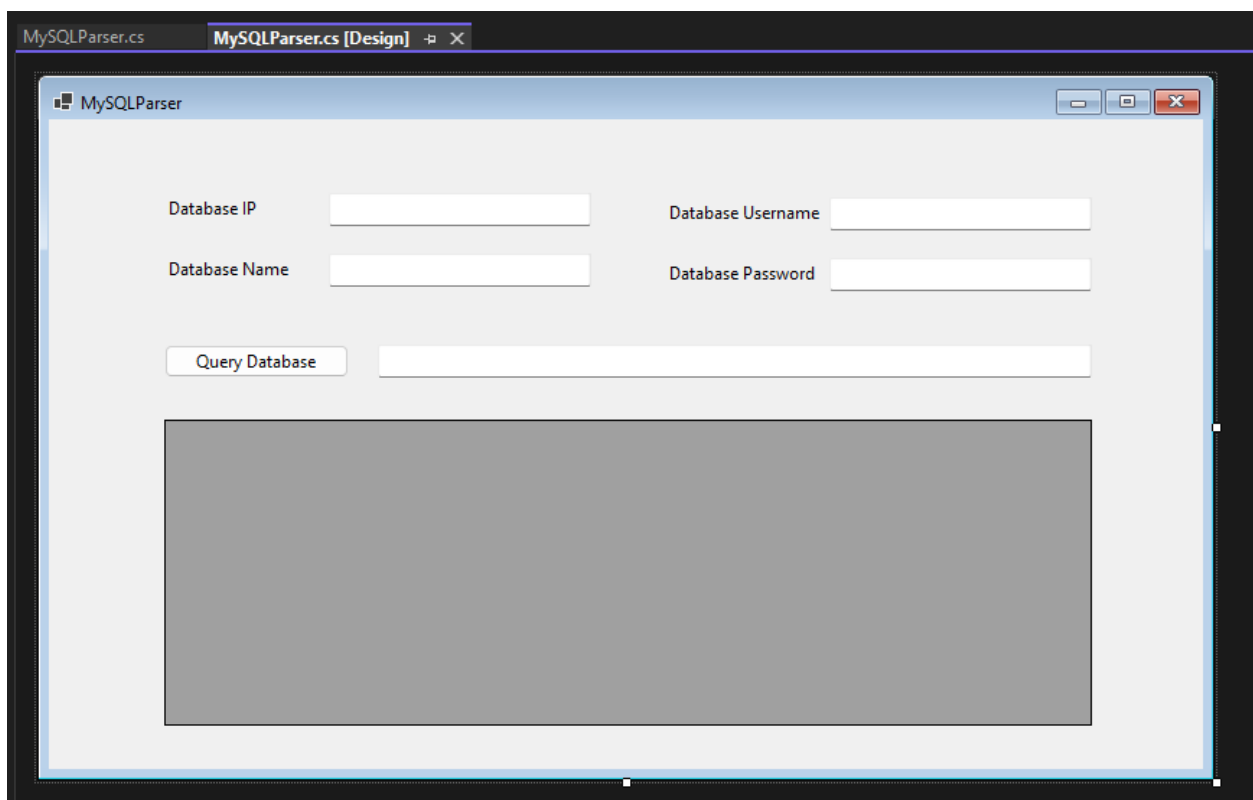 MySQLParser.cs
MySQLParser.cs [Design]
MySQLParser
Database IP
Database Username
Database Name
Database Password
Query Database